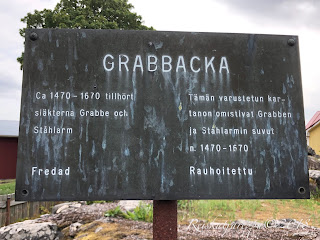 GRABBACKA
Ca 1470-1670 tillhört
släkterna Grabbe och
Stålarm
Fredad
Tämän varustetun kar-
tanon omistivat Grabben
ja Stålarmin suvut
n. 1470-1670
Rauhoitettu